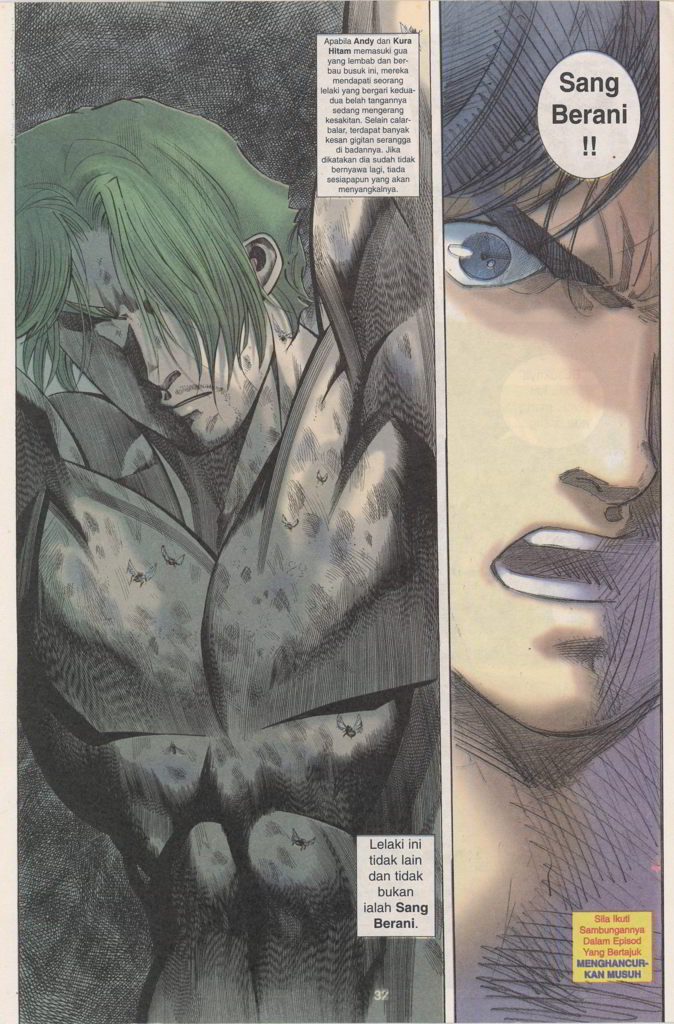 Apabila Andy dan Kura
Hitam memasuki gua
yang lembab dan ber-
bau busuk ini, mereka
mendapati seorang
lelaki yang bergari kedua-
dua belah tangannya
sedang mengerang
kesakitan. Selain calar-
balar, terdapat banyak
kesan gigitan serangga
di badannya. Jika
dikatakan dia sudah tidak
bernyawa lagi, tiada
sesiapapun yang akan
menyangkalnya.
Sang
Berani
!!
Lelaki ini
tidak lain
dan tidak
bukan
ialah Sang
Berani.
Sila Ikuti
Sambungannya
Dalam Episod
Yang Bertajuk
MENGHANCUR-
KAN MUSUH
32